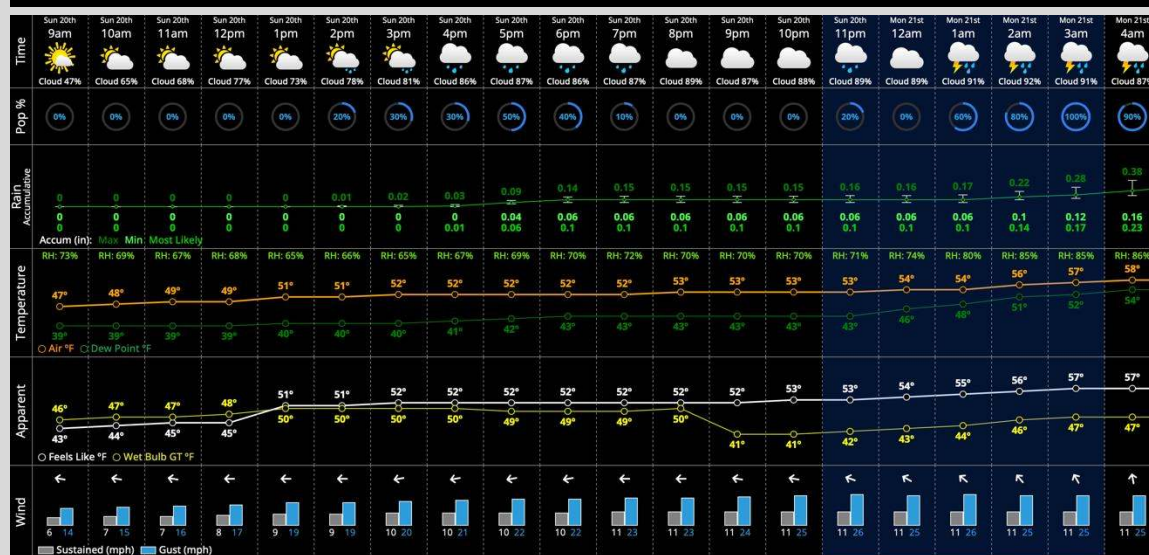 Sun 20th Sun 20th Sun 20th Sun 20th Sun 20th Sun 20th Sun 20th Sun 20th Sun 20th Sun 20th Sun 20th Sun 20th Sun 20th Sun 20th Sun 20th Mon 21st Mon 21st Mon 21st Mon 21st Mon 21st
Time 9am 10am 11am 12pm 1pm 2pm 3pm 4pm 5pm 6pm 7pm 8pm 9pm 10pm 11pm 12am 1am 2am 3am 4am
Cloud 47% Cloud 65% Cloud 68% Cloud 77% Cloud 73% Cloud 78% Cloud 81% Cloud 86% Cloud 87% Cloud 86% Cloud 87% Cloud 89% Cloud 87% Cloud 88% Cloud 89% Cloud 89% Cloud 91% Cloud 92% Cloud 91% Cloud 87%
Pop % 0% 0% 0% 0% 0% 20% 30% 30% 50% 40% 10% 0% 0% 0% 20% 0% 60% 80% 100% 90%
Rain
Accumulative
0 0 0 0 0 0.01 0.02 0.03 0.09 0.14 0.15 0.15 0.15 0.15 0.16 0.16 0.17 0.22 0.28 0.38
0 0 0 0 0 0 0 0 0.04 0.06 0.06 0.06 0.06 0.06 0.06 0.06 0.06 0.1 0.12 0.16
0 0 0 0 0 0 0 0.01 0.06 0.1 0.1 0.1 0.1 0.1 0.1 0.1 0.1 0.14 0.17 0.23
Accum (in): Max Min Most Likely
RH: 73% RH: 69% RH: 67% RH: 68% RH: 65% RH: 66% RH: 65% RH: 67% RH: 69% RH: 70% RH: 72% RH: 70% RH: 70% RH: 70% RH: 71% RH: 74% RH: 80% RH: 85% RH: 85% RH: 86%
Temperature
47° 48° 49° 49° 51° 51° 52° 52° 52° 52° 52° 53° 53° 53° 53° 54° 54° 56° 57° 58°
39° 39° 39° 39° 40° 40° 40° 41° 42° 43° 43° 43° 43° 43° 43° 46° 48° 51° 52° 54°
Air °F Dew Point °F
Apparent
46° 47° 47° 48° 51° 51° 52° 52° 52° 52° 52° 52° 52° 53° 53° 54° 55° 56° 57° 57°
43° 44° 45° 45° 50° 50° 50° 50° 49° 49° 49° 50° 41° 41° 42° 43° 44° 46° 47° 47°
Feels Like °F Wet Bulb GT °F
Wind
6 14 7 15 7 16 8 17 9 19 9 19 10 20 10 21 10 22 10 22 11 23 11 23 11 24 11 25 11 26 11 25 11 26 11 25 11 25 11 25
Sustained (mph) Gust (mph)